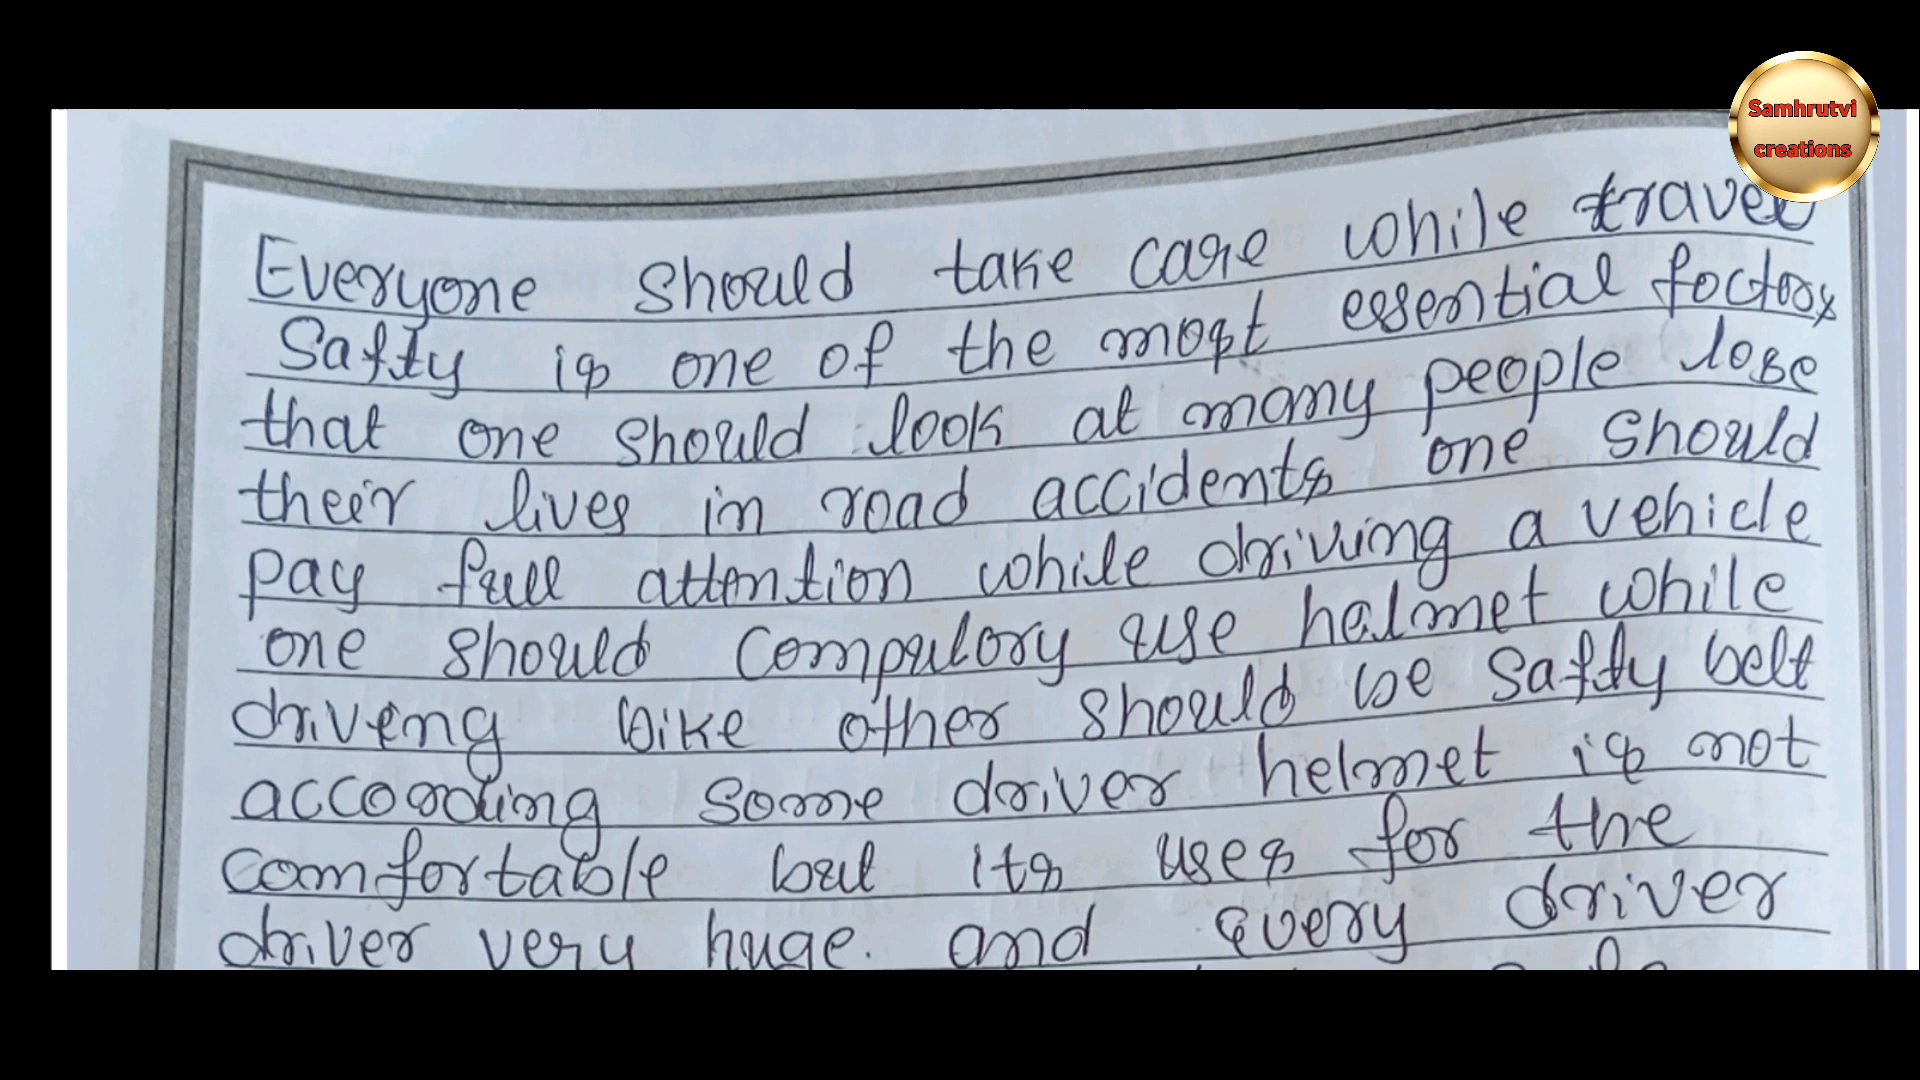 Samhrutvi
creations
Everyone should take care while travel
Safty is one of the most essential foctor
that one should look at many people lose
their lives in road accidents one should
pay full attention while driving a vehicle
one should compulory use helmet while
driveng bike other should be safty belt
according some driver helmet is not
comfortable but its uses for the
driver very huge. and every driver